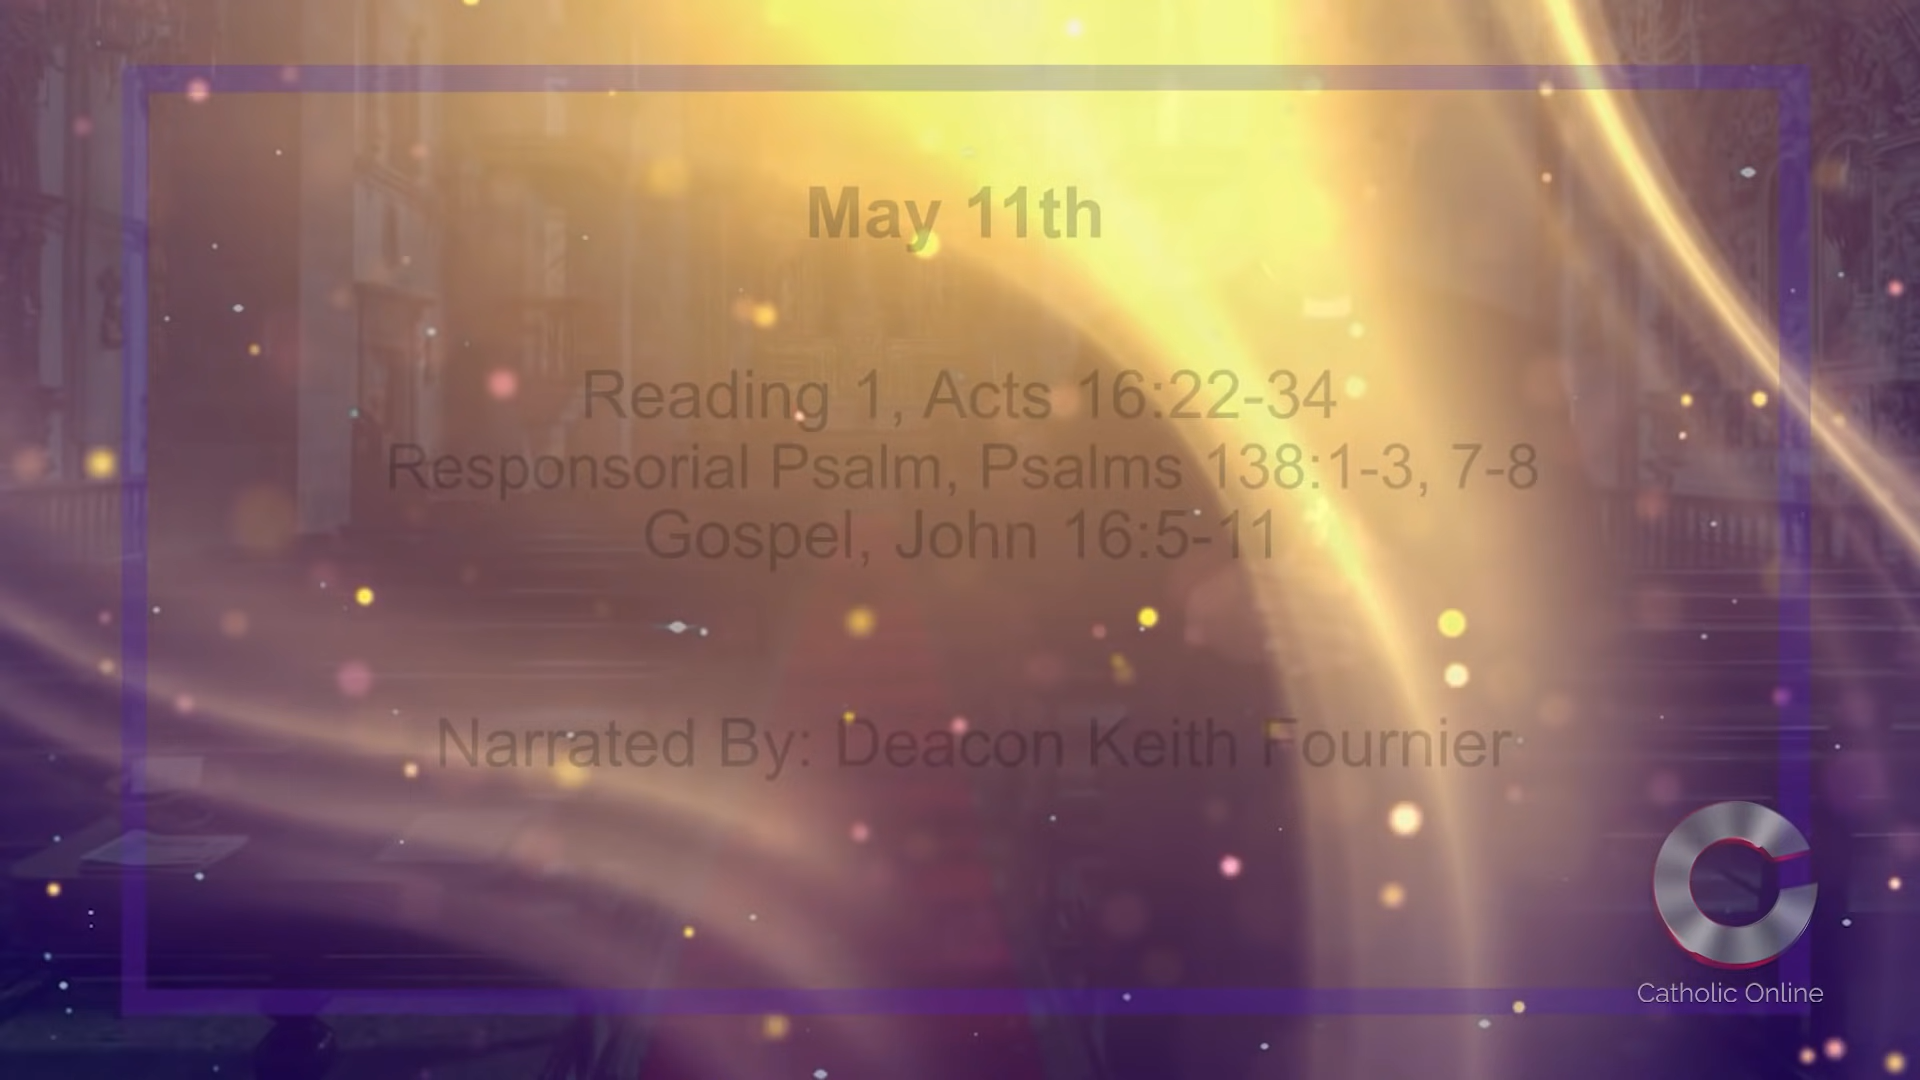 May 11th
Reading 1, Acts 16:22-34
Responsorial Psalm, Psalms 138:1-3, 7-8
Gospel, John 16:5-11
Narrated By: Deacon Keith Fournier
Catholic Online